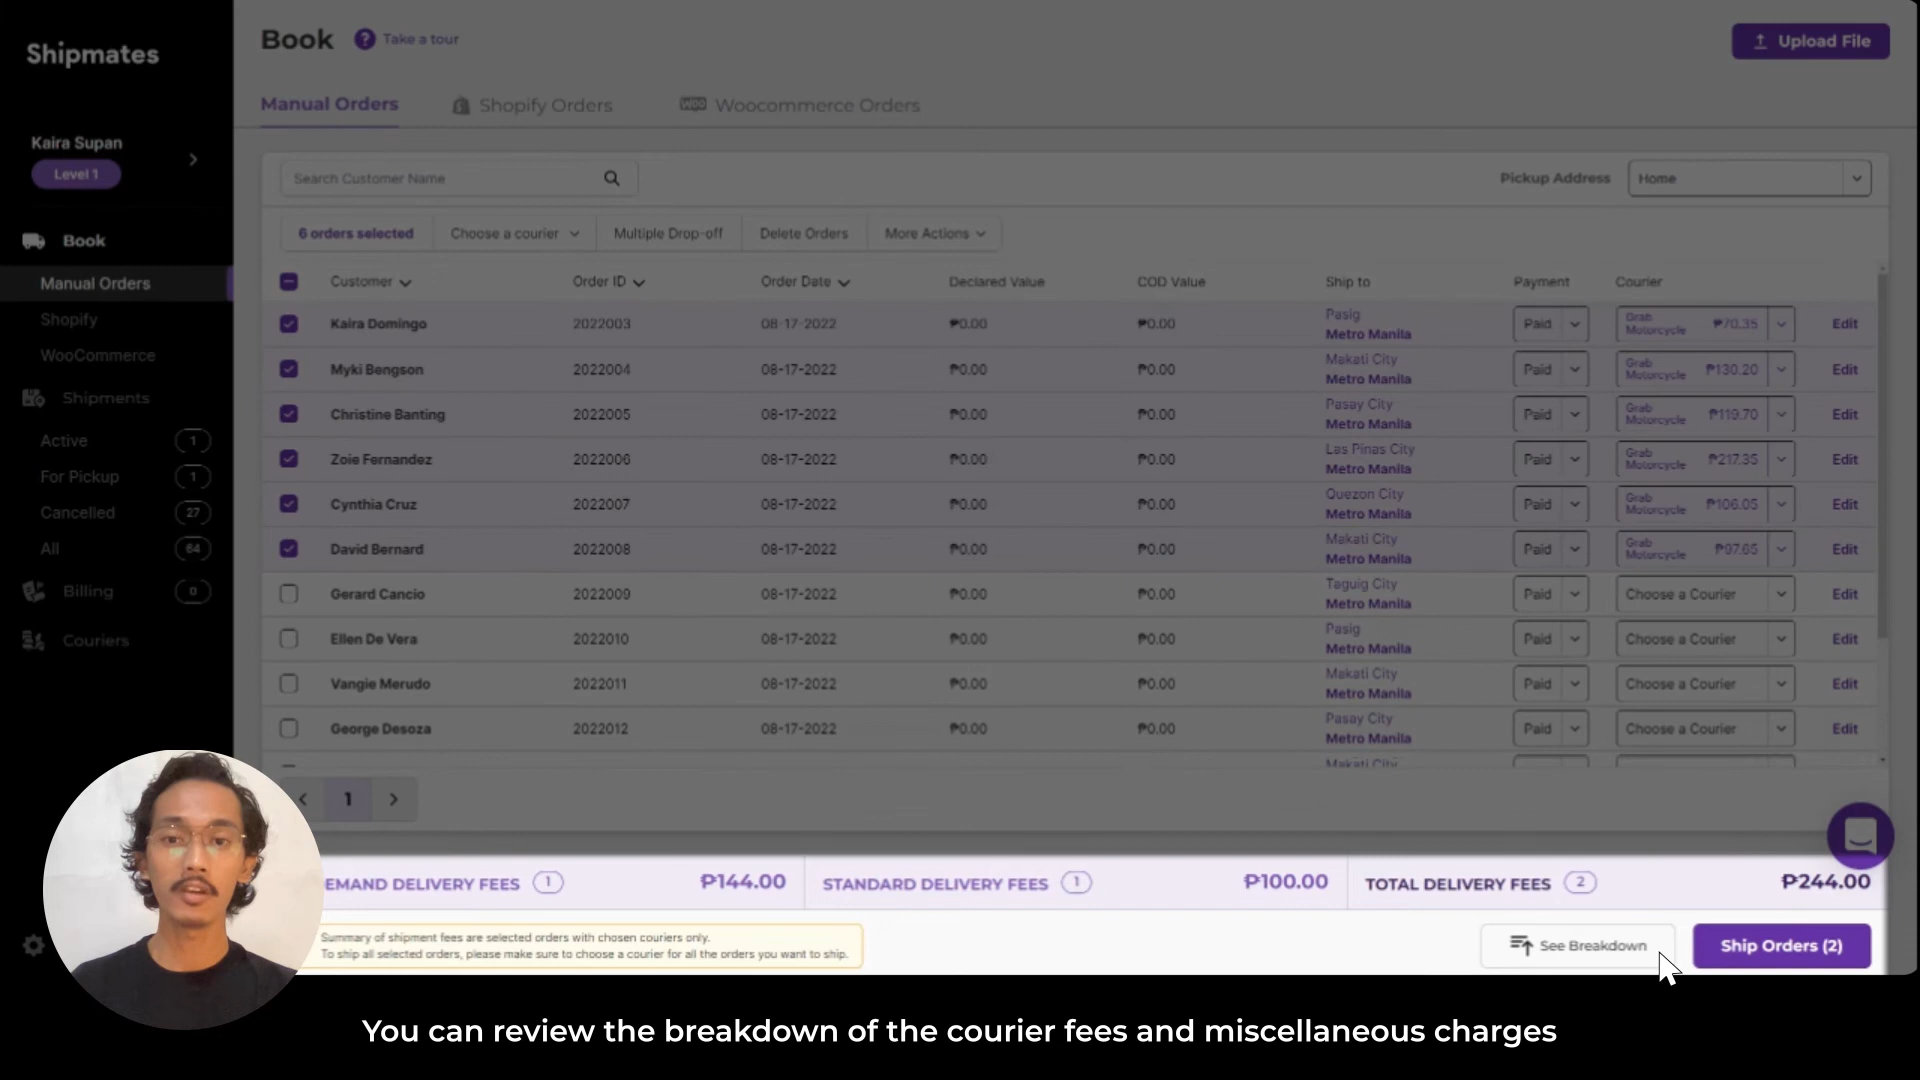 Shipmates
Kaira Supan
Level 1
Book
Manual Orders
Shopify
WooCommerce
Shipments
Active 1
For Pickup 1
Cancelled 27
All 64
Billing 0
Couriers
Book ? Take a tour
Upload File
Manual Orders Shopify Orders WOO Woocommerce Orders
Search Customer Name
Pickup Address Home
6 orders selected Choose a courier Multiple Drop-off Delete Orders More Actions
Customer Order ID Order Date Declared Value COD Value Ship to Payment Courier
Kaira Domingo 2022003 08-17-2022 ₱0.00 ₱0.00 Pasig Metro Manila Paid Grab Motorcycle ₱70.35 Edit
Myki Bengson 2022004 08-17-2022 ₱0.00 ₱0.00 Makati City Metro Manila Paid Grab Motorcycle ₱130.20 Edit
Christine Banting 2022005 08-17-2022 ₱0.00 ₱0.00 Pasay City Metro Manila Paid Grab Motorcycle ₱119.70 Edit
Zoie Fernandez 2022006 08-17-2022 ₱0.00 ₱0.00 Las Pinas City Metro Manila Paid Grab Motorcycle ₱217.35 Edit
Cynthia Cruz 2022007 08-17-2022 ₱0.00 ₱0.00 Quezon City Metro Manila Paid Grab Motorcycle ₱106.05 Edit
David Bernard 2022008 08-17-2022 ₱0.00 ₱0.00 Makati City Metro Manila Paid Grab Motorcycle ₱97.65 Edit
Gerard Cancio 2022009 08-17-2022 ₱0.00 ₱0.00 Taguig City Metro Manila Paid Choose a Courier Edit
Ellen De Vera 2022010 08-17-2022 ₱0.00 ₱0.00 Pasig Metro Manila Paid Choose a Courier Edit
Vangie Merudo 2022011 08-17-2022 ₱0.00 ₱0.00 Makati City Metro Manila Paid Choose a Courier Edit
George Desoza 2022012 08-17-2022 ₱0.00 ₱0.00 Pasay City Metro Manila Paid Choose a Courier Edit
Makati City
1
EMAND DELIVERY FEES 1 ₱144.00 STANDARD DELIVERY FEES 1 ₱100.00 TOTAL DELIVERY FEES 2 ₱244.00
Summary of shipment fees are selected orders with chosen couriers only.
To ship all selected orders, please make sure to choose a courier for all the orders you want to ship.
See Breakdown Ship Orders (2)
You can review the breakdown of the courier fees and miscellaneous charges